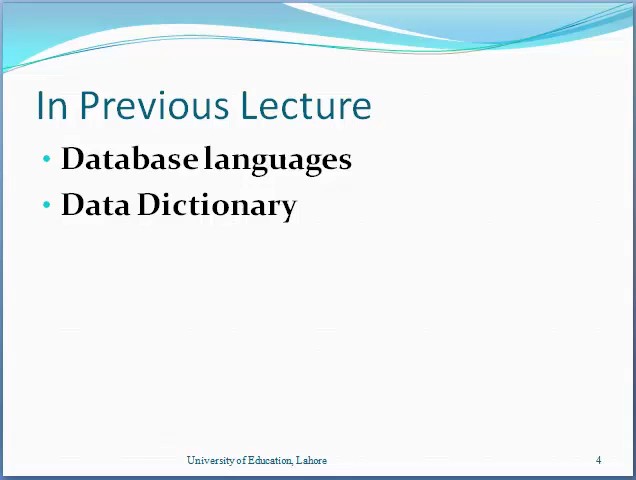 In Previous Lecture
• Database languages
• Data Dictionary
University of Education, Lahore
4